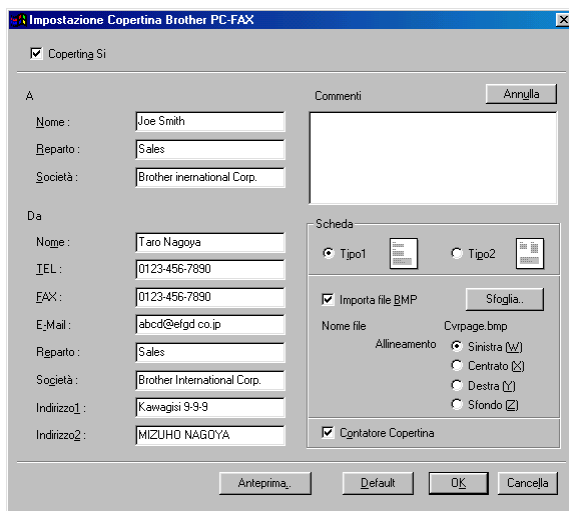 Impostazione Copertina Brother PC-FAX
Copertina Si
A
Nome : Joe Smith
Reparto : Sales
Società : Brother inernational Corp.
Commenti Annulla
Da
Nome : Taro Nagoya
TEL : 0123-456-7890
FAX : 0123-456-7890
E-Mail : abcd@efgd co.jp
Reparto : Sales
Società : Brother International Corp.
Indirizzo1 : Kawagisi 9-9-9
Indirizzo2 : MIZUHO NAGOYA
Scheda
Tipo1 Tipo2
Importa file BMP Sfoglia..
Nome file Cvrpage.bmp
Allineamento Sinistra (W)
Centrato (X)
Destra (Y)
Sfondo (Z)
Contatore Copertina
Anteprima.. Default OK Cancella